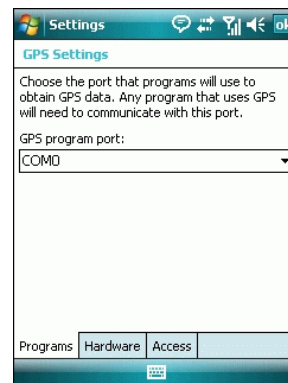 Settings
ok
GPS Settings
Choose the port that programs will use to
obtain GPS data. Any program that uses GPS
will need to communicate with this port.
GPS program port:
COM0
Programs Hardware Access